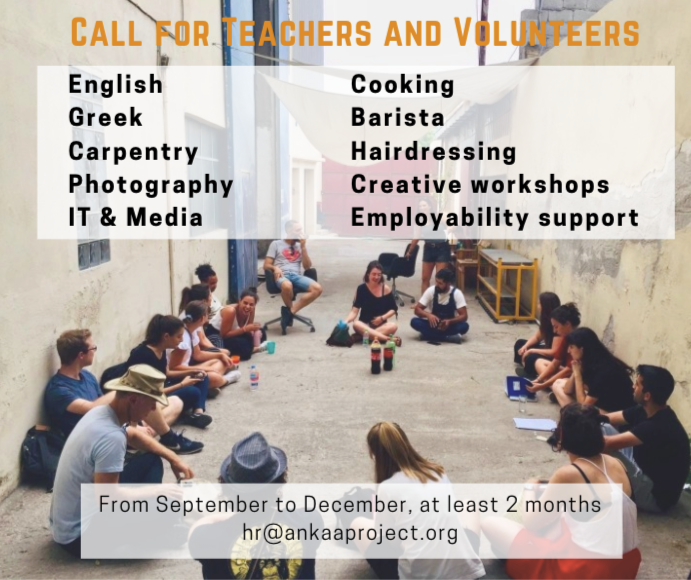 Call for Teachers and Volunteers
English
Greek
Carpentry
Photography
IT & Media
Cooking
Barista
Hairdressing
Creative workshops
Employability support
From September to December, at least 2 months
hr@ankaaproject.org